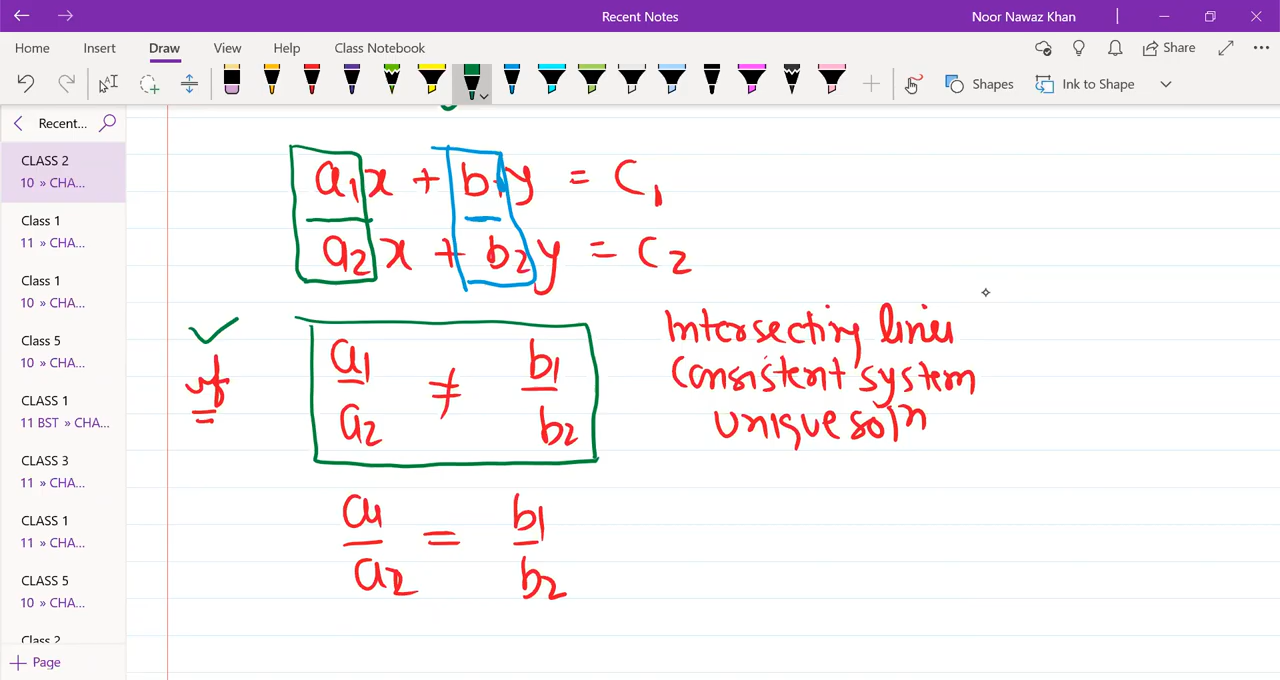 Recent Notes
Noor Nawaz Khan
Home Insert Draw View Help Class Notebook Share
Shapes Ink to Shape
Recent...
CLASS 2
10 » CHA...
Class 1
11 » CHA...
Class 1
10 » CHA...
Class 5
10 » CHA...
CLASS 1
11 BST » CHA...
CLASS 3
11 » CHA...
CLASS 1
11 » CHA...
CLASS 5
10 » CHA...
Class 2
Page
a1x + b1y = C1
a2x + b2y = C2
if a1/a2 ≠ b1/b2
Intersecting lines
Consistent system
unique soln
a1/a2 = b1/b2